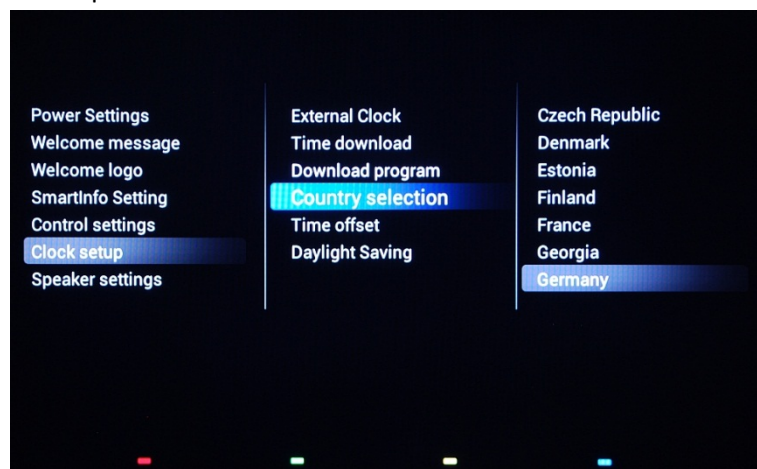 Power Settings
Welcome message
Welcome logo
SmartInfo Setting
Control settings
Clock setup
Speaker settings
External Clock
Time download
Download program
Country selection
Time offset
Daylight Saving
Czech Republic
Denmark
Estonia
Finland
France
Georgia
Germany